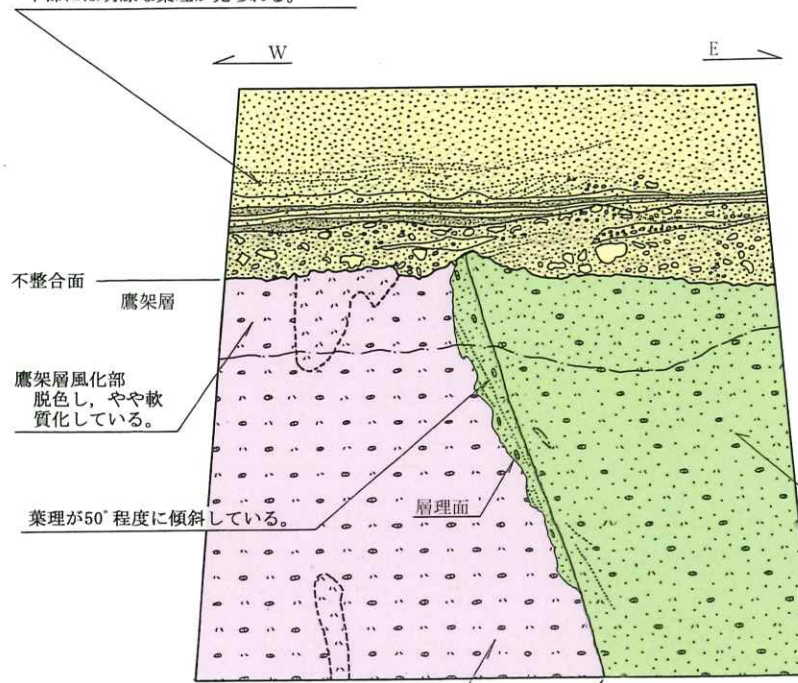 W
E
不整合面
鷹架層
鷹架層風化部
脱色し，やや軟
質化している。
葉理が50°程度に傾斜している。
層理面